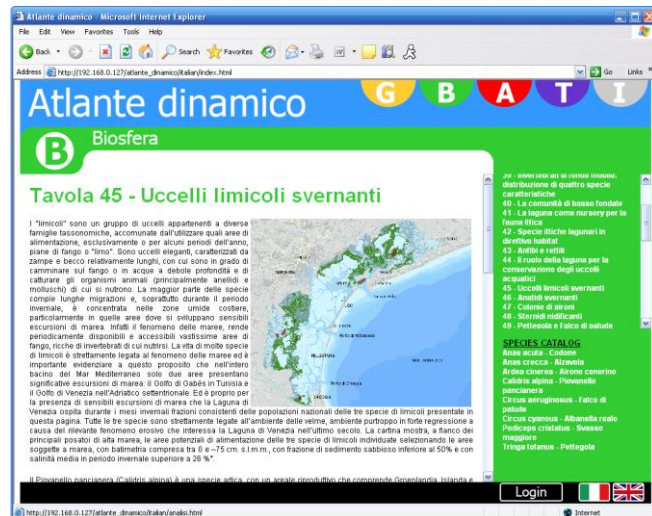 Atlante dinamico - Microsoft Internet Explorer
File Edit View Favorites Tools Help
Back Search Favorites
Address http://192.168.0.127/atlante_dinamico/italian/index.html Go Links »
Atlante dinamico
G B A T I
B Biosfera
Tavola 45 - Uccelli limicoli svernanti
I "limicoli" sono un gruppo di uccelli appartenenti a diverse
famiglie tassonomiche, accomunate dall'utilizzare quali aree di
alimentazione, esclusivamente o per alcuni periodi dell'anno,
piane di fango o "limo". Sono uccelli eleganti, caratterizzati da
zampe e becco relativamente lunghi, con cui sono in grado di
camminare sul fango o in acque a debole profondità e di
catturare gli organismi animali (principalmente anellidi e
molluschi) di cui si nutrono. La maggior parte delle specie
compie lunghe migrazioni e, soprattutto durante il periodo
invernale, è concentrata nelle zone umide costiere,
particolarmente in quelle aree dove si sviluppano sensibili
escursioni di marea. Infatti il fenomeno delle maree, rende
periodicamente disponibili e accessibili vastissime aree di
fango, ricche di invertebrati di cui nutrirsi. La vita di molte specie
di limicoli è strettamente legata al fenomeno delle maree ed è
importante evidenziare a questo proposito che nell'intero
bacino del Mar Mediterraneo solo due aree presentano
significative escursioni di marea: il Golfo di Gabès in Tunisia e
il Golfo di Venezia nell'Adriatico settentrionale. Ed è proprio per
la presenza di sensibili escursioni di marea che la Laguna di
Venezia ospita durante i mesi invernali frazioni consistenti delle popolazioni nazionali delle tre specie di limicoli presentate in
questa pagina. Tutte le tre specie sono strettamente legate all'ambiente delle velme, ambiente purtroppo in forte regressione a
causa del rilevante fenomeno erosivo che interessa la Laguna di Venezia nell'ultimo secolo. La cartina mostra, a fianco dei
principali posatoi di alta marea, le aree potenziali di alimentazione delle tre specie di limicoli individuate selezionando le aree
soggette a marea, con batimetria compresa tra 0 e -75 cm. s.l.m.m., con frazione di sedimento sabbioso inferiore al 50% e con
salinità media in periodo invernale superiore a 26 %°.
Il Piovanello pancianera (Calidris alpina) è una specie artica, con un areale riproduttivo che comprende Groenlandia, Islanda e
39 - Invertebrati di fondo mobile:
distribuzione di quattro specie
caratteristiche
40 - La comunità di basso fondale
41 - La laguna come nursery per la
fauna ittica
42 - Specie ittiche lagunari in
direttiva habitat
43 - Anfibi e rettili
44 - Il ruolo della laguna per la
conservazione degli uccelli
acquatici
45 - Uccelli limicoli svernanti
46 - Anatidi svernanti
47 - Colonie di aironi
48 - Sternidi nidificanti
49 - Pettegola e Falco di palude
SPECIES CATALOG
Anas acuta - Codone
Anas crecca - Alzavola
Ardea cinerea - Airone cenerino
Calidris alpina - Piovanello
pancianera
Circus aeruginosus - Falco di
palude
Circus cyaneus - Albanella reale
Podiceps cristatus - Svasso
maggiore
Tringa totanus - Pettegola
Login
http://192.168.0.127/atlante_dinamico/italian/analisi.html Internet